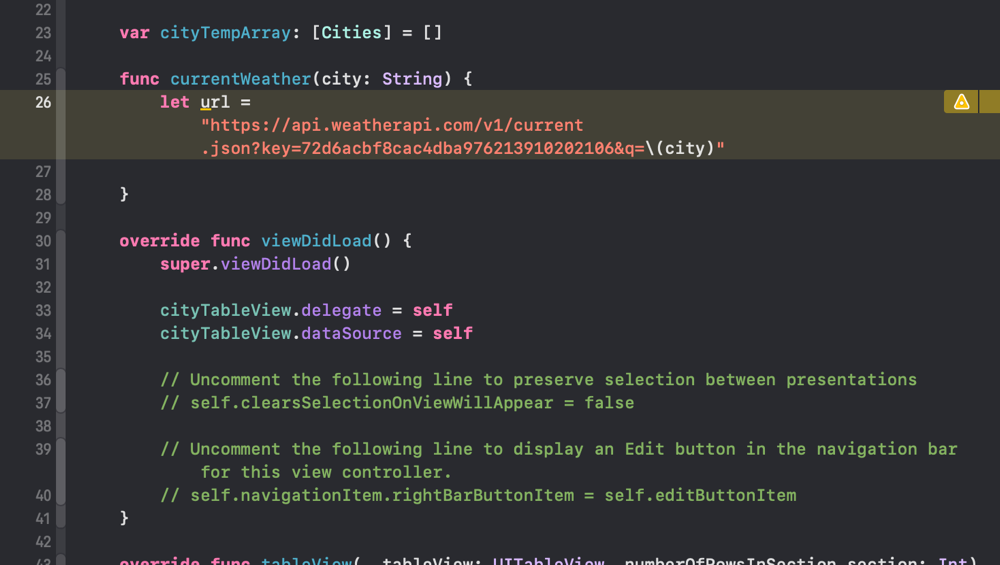 22
23 var cityTempArray: [Cities] = []
24
25 func currentWeather(city: String) {
26 let url =
"https://api.weatherapi.com/v1/current
.json?key=72d6acbf8cac4dba976213910202106&q=\(city)"
27
28 }
29
30 override func viewDidLoad() {
31 super.viewDidLoad()
32
33 cityTableView.delegate = self
34 cityTableView.dataSource = self
35
36 // Uncomment the following line to preserve selection between presentations
37 // self.clearsSelectionOnViewWillAppear = false
38
39 // Uncomment the following line to display an Edit button in the navigation bar
for this view controller.
40 // self.navigationItem.rightBarButtonItem = self.editButtonItem
41 }
42
43 override func tableView(_ tableView: UITableView, numberOfRowsInSection section: Int)